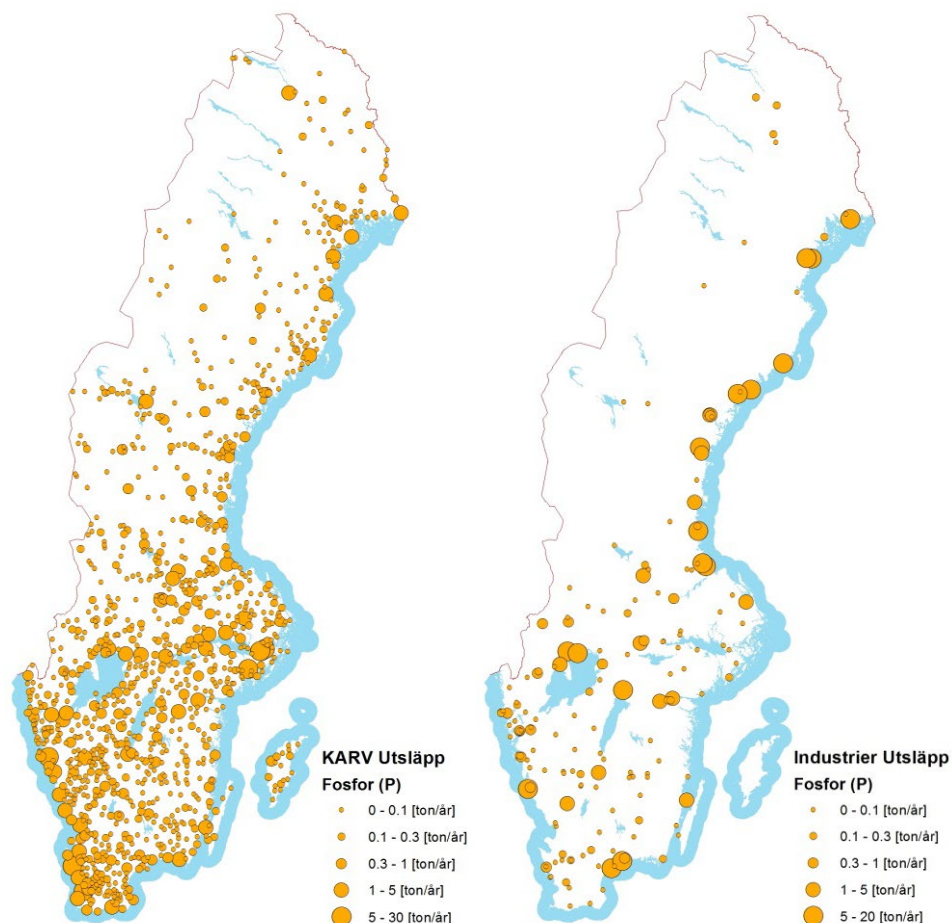 KARV Utsläpp
Fosfor (P)
0 - 0.1 [ton/år]
0.1 - 0.3 [ton/år]
0.3 - 1 [ton/år]
1 - 5 [ton/år]
5 - 30 [ton/år]
Industrier Utsläpp
Fosfor (P)
0 - 0.1 [ton/år]
0.1 - 0.3 [ton/år]
0.3 - 1 [ton/år]
1 - 5 [ton/år]
5 - 20 [ton/år]